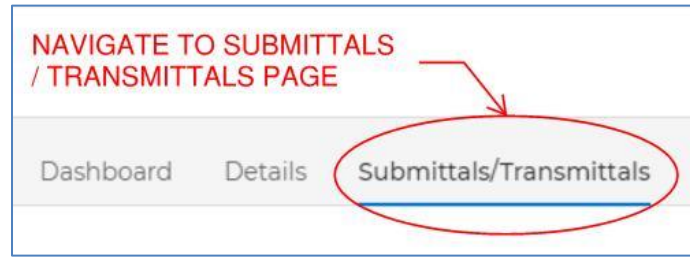 NAVIGATE TO SUBMITTALS
/ TRANSMITTALS PAGE
Dashboard Details Submittals/Transmittals